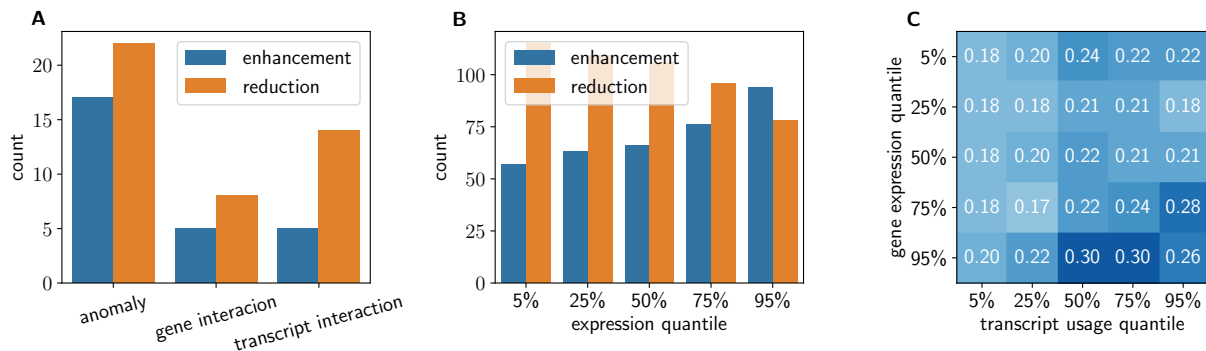 A
count
20
15
10
5
0
enhancement
reduction
anomaly
gene interacion
transcript interaction
B
count
100
75
50
25
0
enhancement
reduction
5% 25% 50% 75% 95%
expression quantile
C
gene expression quantile
5% 0.18 0.20 0.24 0.22 0.22
25% 0.18 0.18 0.21 0.21 0.18
50% 0.18 0.20 0.22 0.21 0.21
75% 0.18 0.17 0.22 0.24 0.28
95% 0.20 0.22 0.30 0.30 0.26
5% 25% 50% 75% 95%
transcript usage quantile